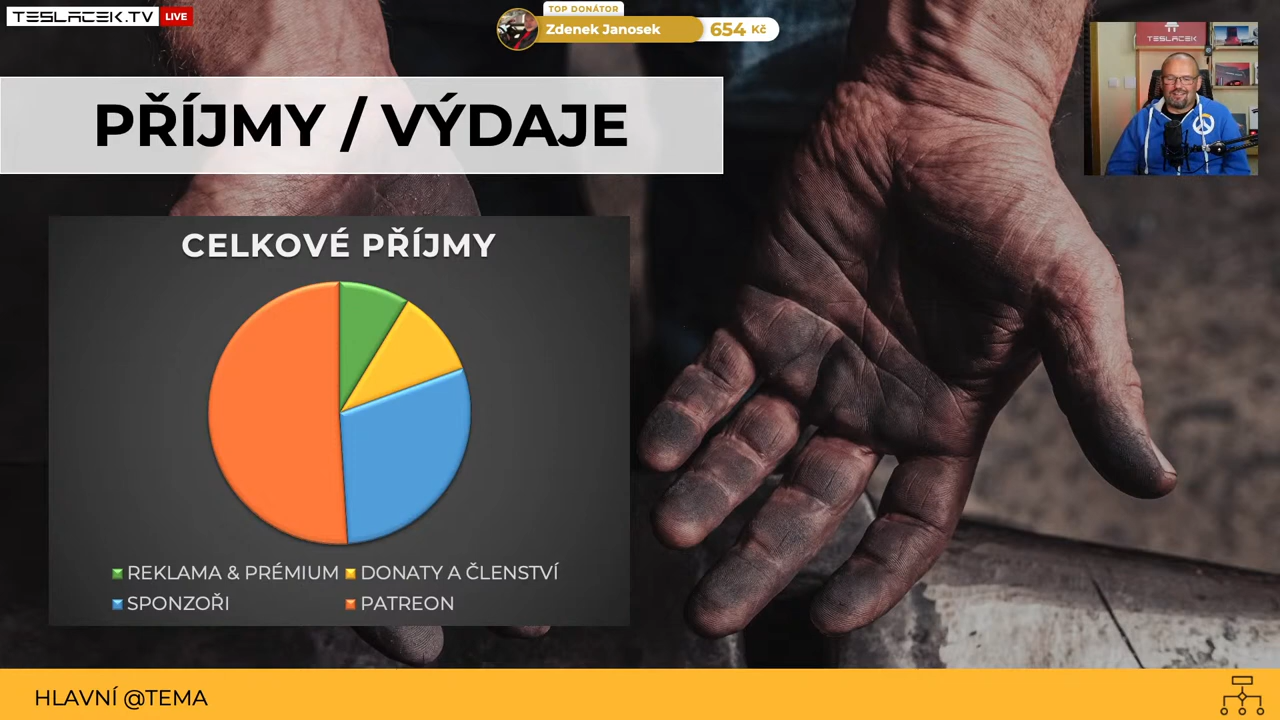 TESLACEK.TV LIVE
TOP DONÁTOR
Zdenek Janosek 654 Kč
TESLACEK
PŘÍJMY / VÝDAJE
CELKOVÉ PŘÍJMY
REKLAMA & PRÉMIUM DONATY A ČLENSTVÍ
SPONZOŘI PATREON
HLAVNÍ @TEMA